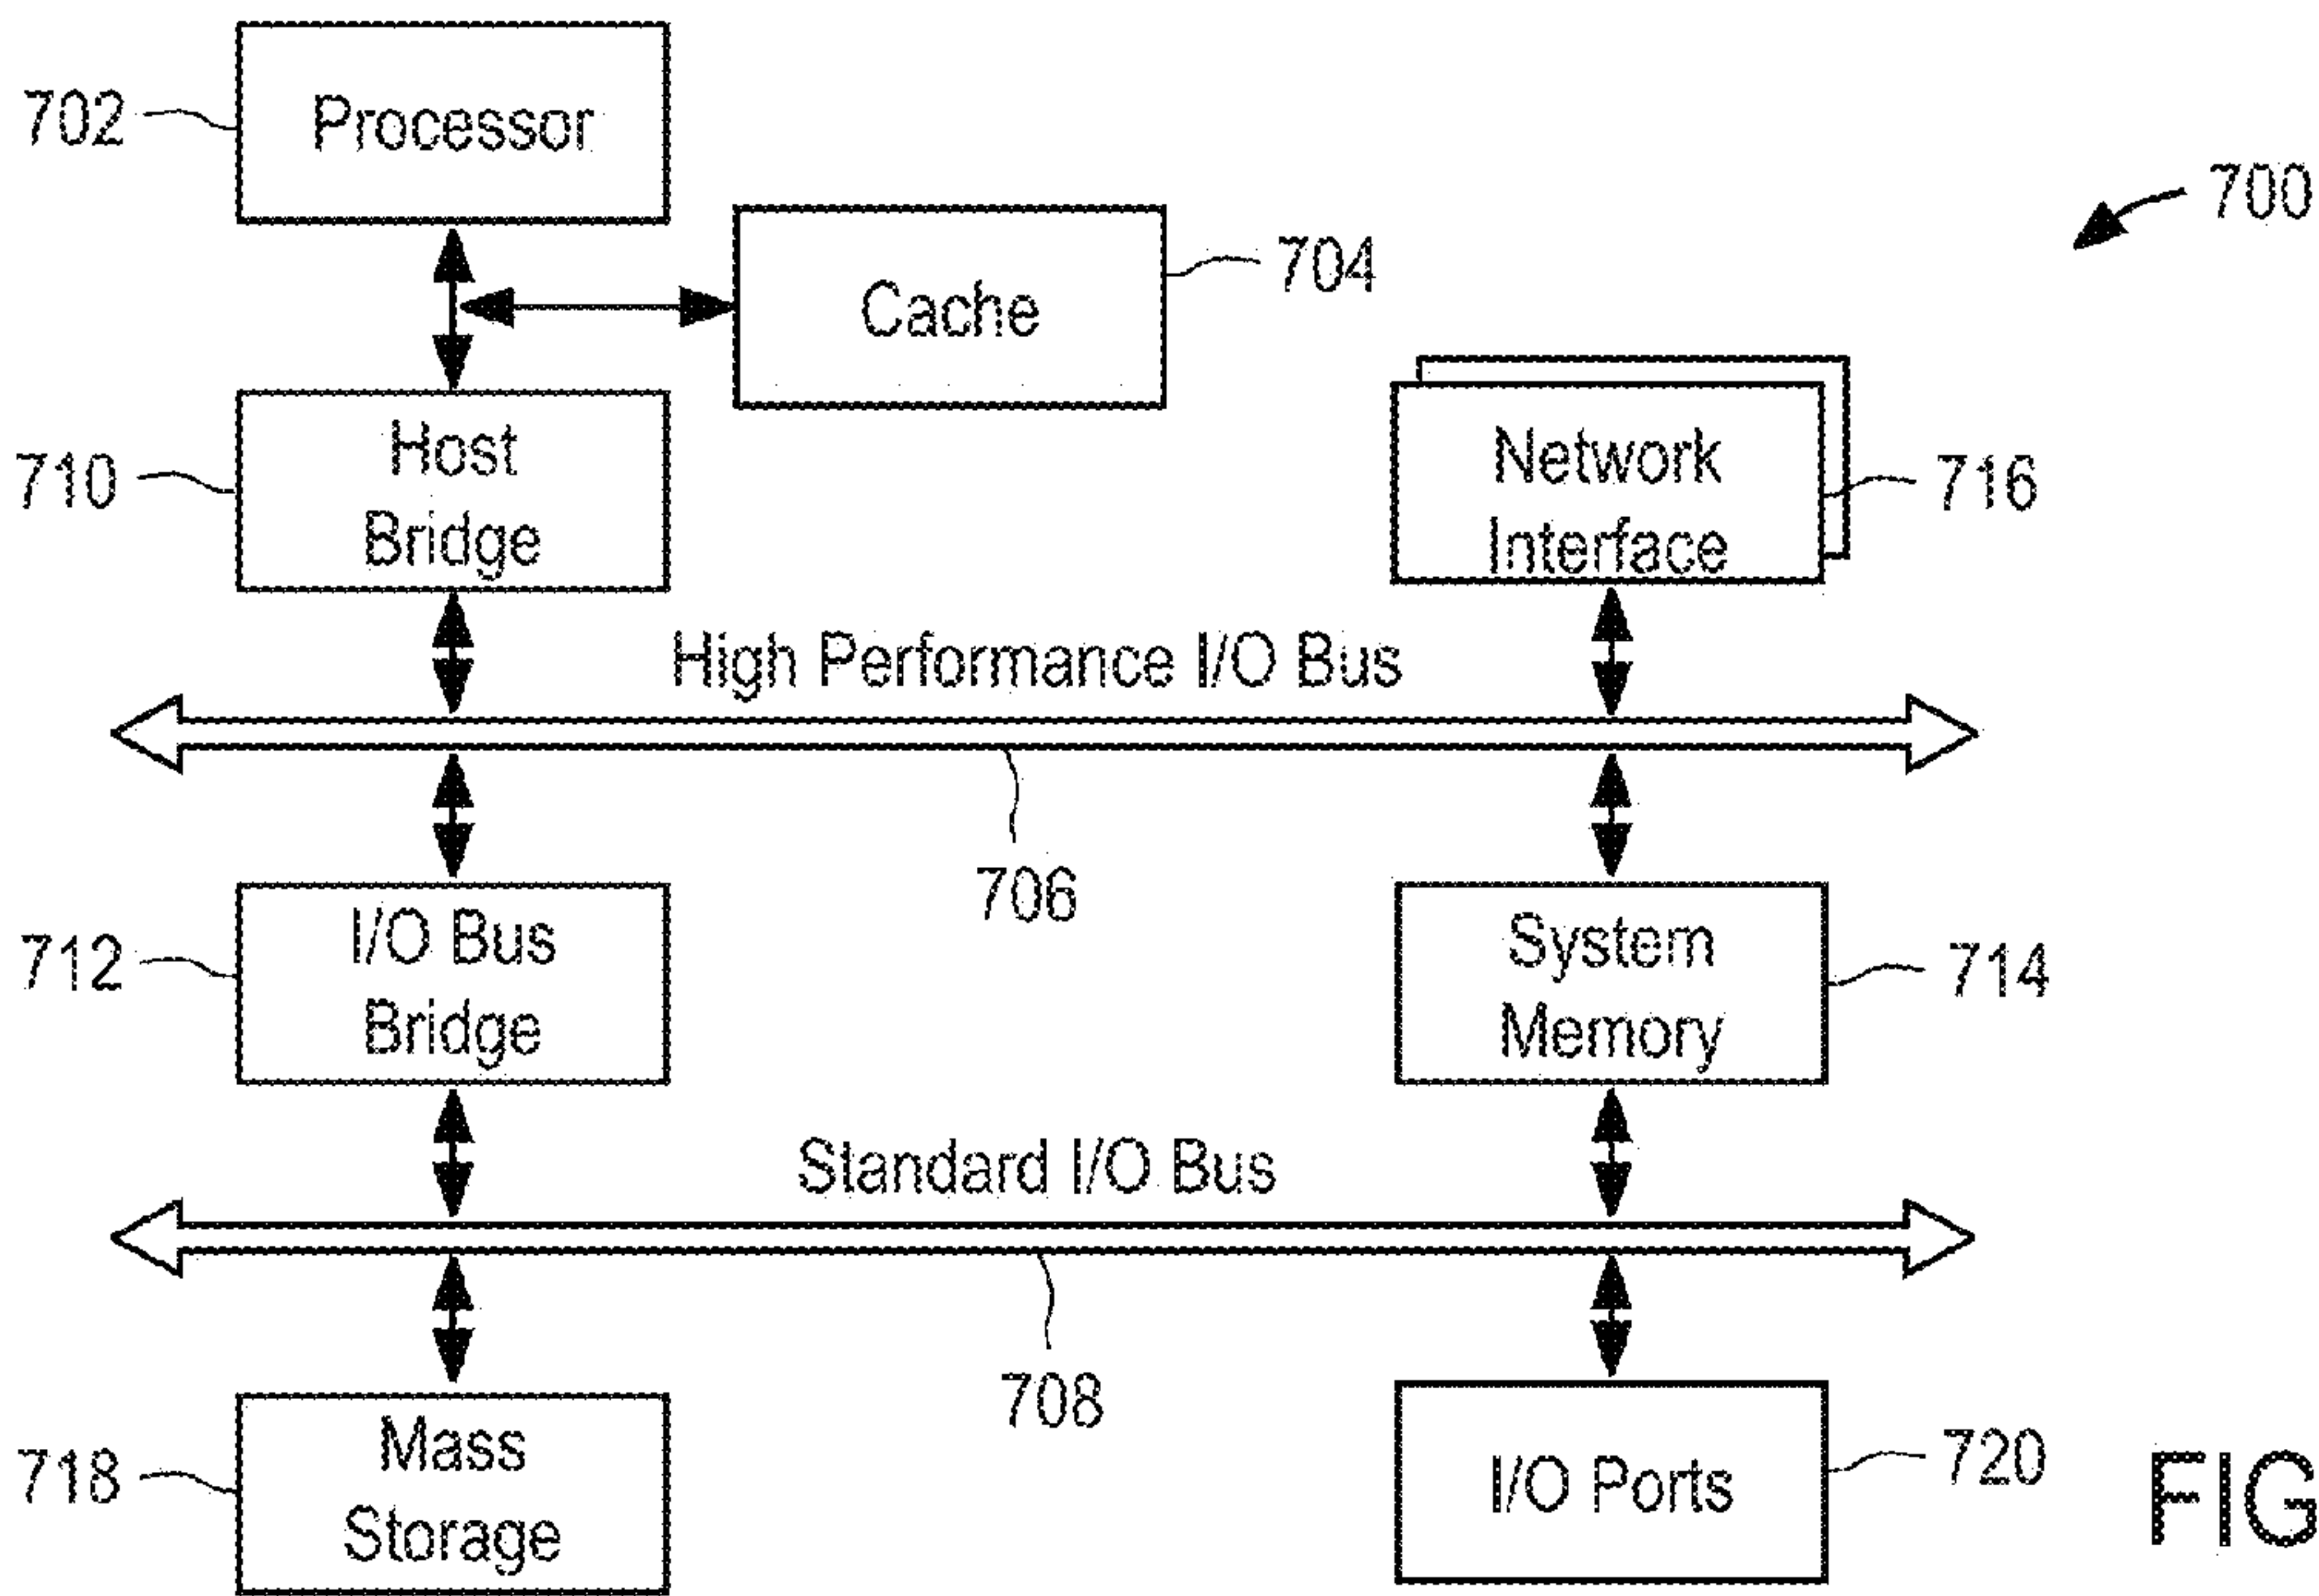 702
Processor
700
704
Cache
710
Host
Bridge
Network
Interface
716
High Performance I/O Bus
706
712
I/O Bus
Bridge
System
Memory
714
Standard I/O Bus
708
718
Mass
Storage
I/O Ports
720
FIG